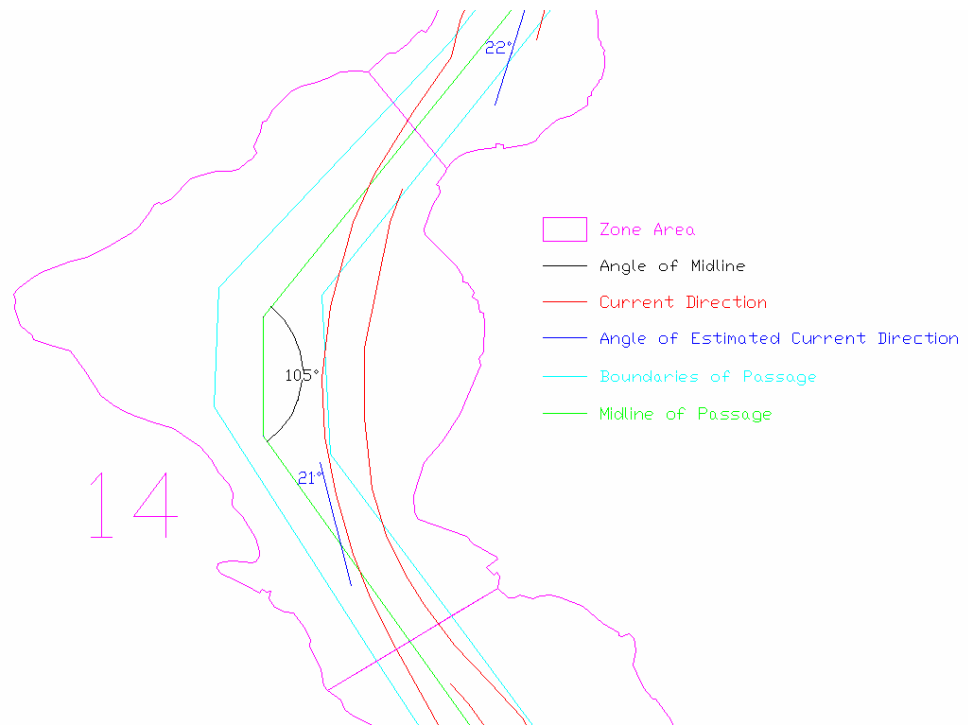 22°
Zone Area
Angle of Midline
Current Direction
Angle of Estimated Current Direction
105°
Boundaries of Passage
Midline of Passage
21°
14